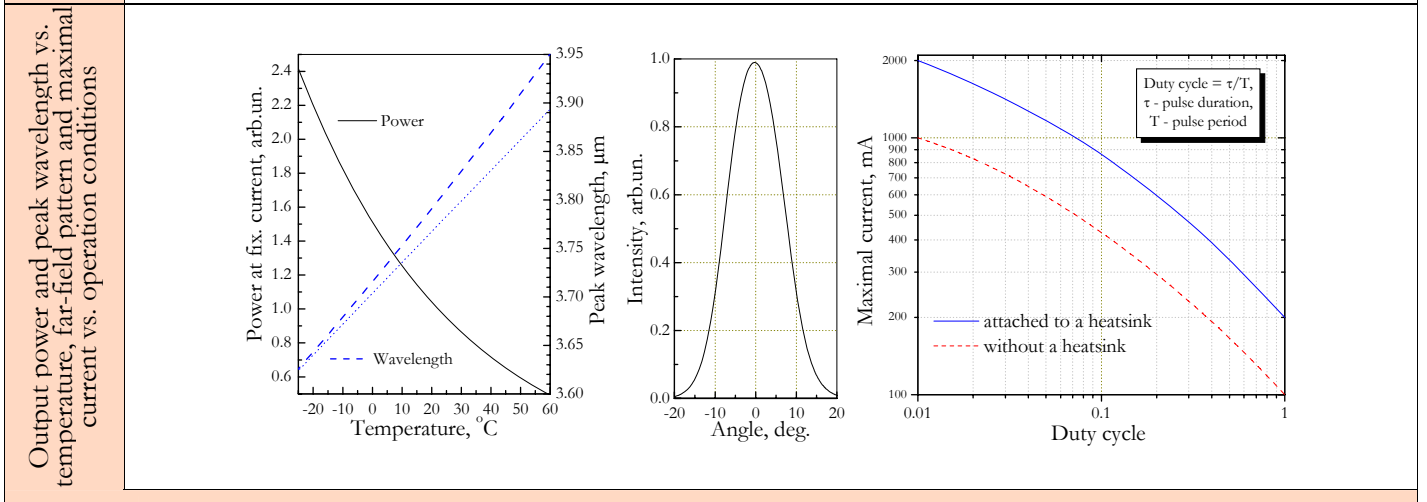 Output power and peak wavelength vs.
temperature, far-field pattern and maximal
current vs. operation conditions
Power at fix. current, arb.un.
2.4
2.2
2.0
1.8
1.6
1.4
1.2
1.0
0.8
0.6
Power
Wavelength
-20 -10 0 10 20 30 40 50 60
Temperature, °C
3.95
3.90
3.85
3.80
3.75
3.70
3.65
3.60
Peak wavelength, µm
Intensity, arb.un.
1.0
0.8
0.6
0.4
0.2
0.0
-20 -10 0 10 20
Angle, deg.
Maximal current, mA
2000
1000
900
800
700
600
500
400
300
200
100
Duty cycle = τ/T,
τ - pulse duration,
T - pulse period
attached to a heatsink
without a heatsink
0.01 0.1 1
Duty cycle